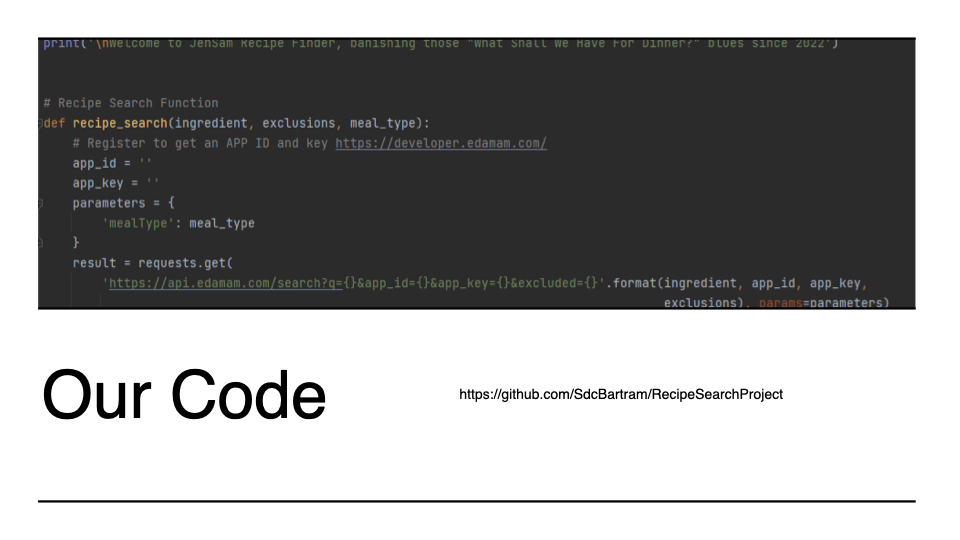 print('\nWelcome to JenSam Recipe Finder, banishing those "What Shall We Have For Dinner?" blues since 2022')
# Recipe Search Function
def recipe_search(ingredient, exclusions, meal_type):
# Register to get an APP ID and key https://developer.edamam.com/
app_id = ''
app_key = ''
parameters = {
'mealType': meal_type
}
result = requests.get(
'https://api.edamam.com/search?q={}&app_id={}&app_key={}&excluded={}'.format(ingredient, app_id, app_key,
exclusions), params=parameters)
Our Code
https://github.com/SdcBartram/RecipeSearchProject